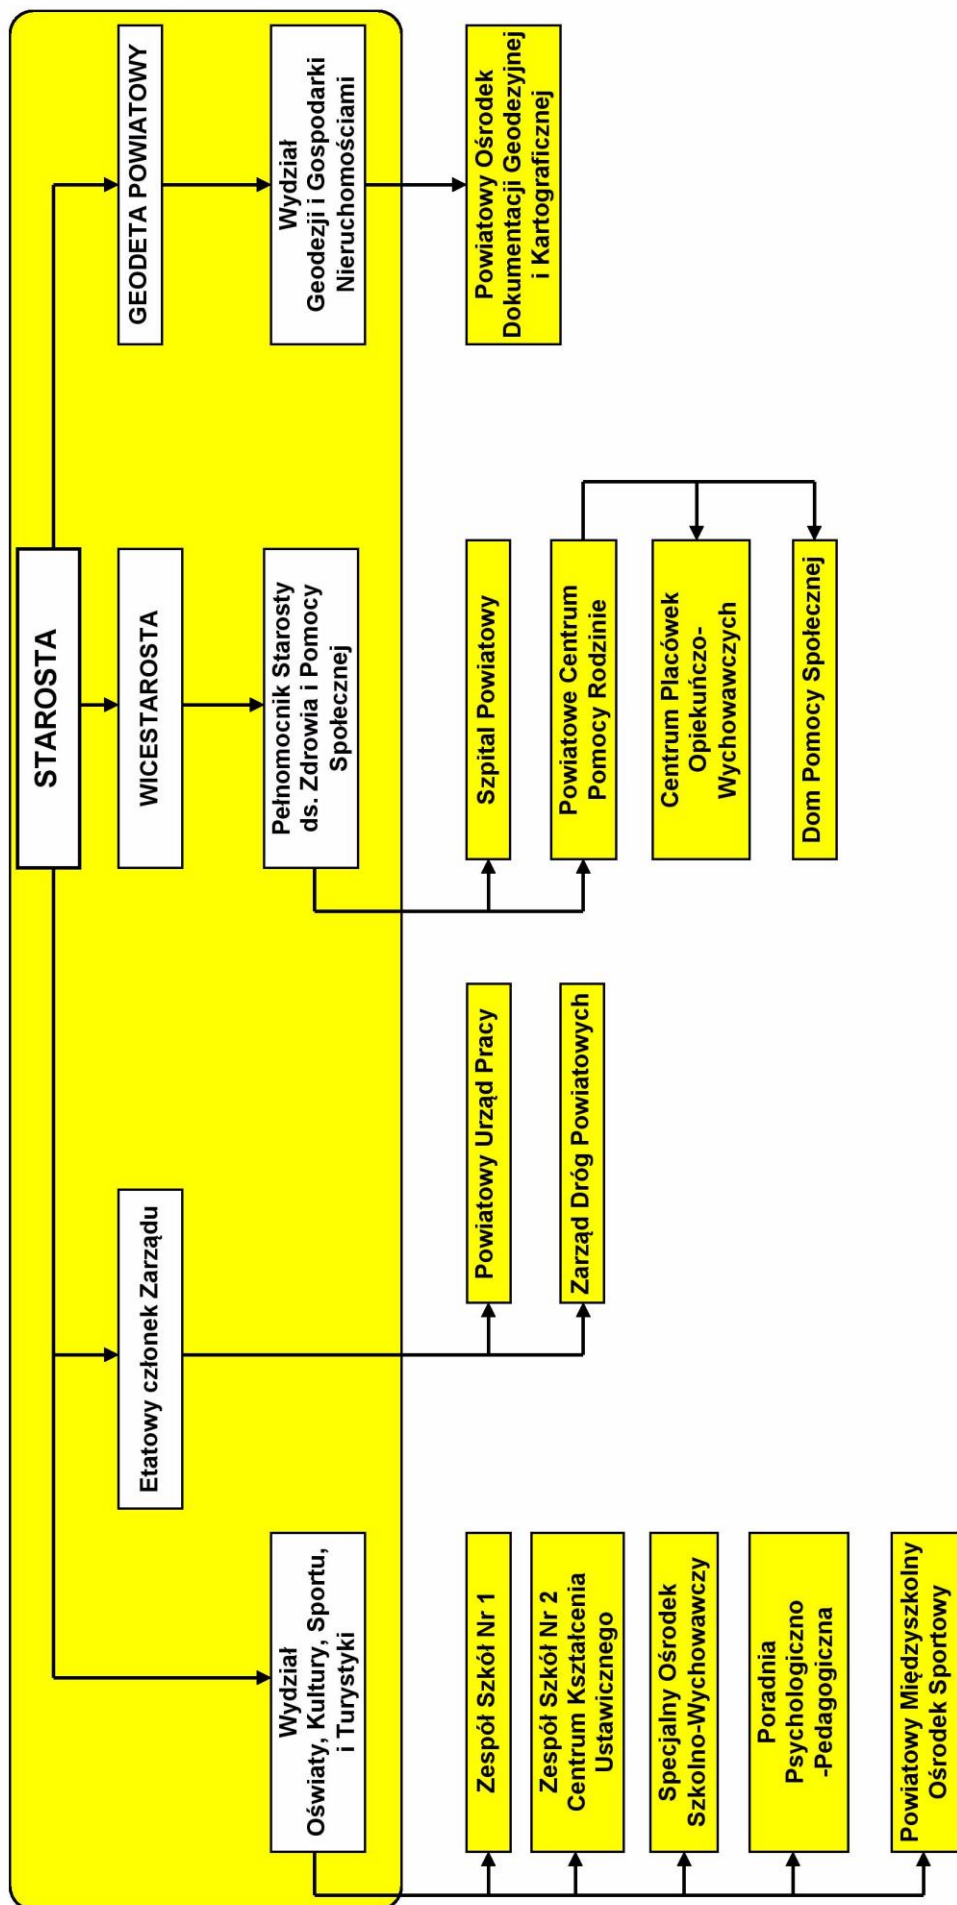 STAROSTA
WICESTAROSTA
GEODETA POWIATOWY
Etatowy członek Zarządu
Wydział
Oświaty, Kultury, Sportu,
i Turystyki
Pełnomocnik Starosty
ds. Zdrowia i Pomocy
Społecznej
Wydział
Geodezji i Gospodarki
Nieruchomościami
Zespół Szkół Nr 1
Zespół Szkół Nr 2
Centrum Kształcenia
Ustawicznego
Specjalny Ośrodek
Szkolno-Wychowawczy
Poradnia
Psychologiczno
-Pedagogiczna
Powiatowy Międzyszkolny
Ośrodek Sportowy
Powiatowy Urząd Pracy
Zarząd Dróg Powiatowych
Szpital Powiatowy
Powiatowe Centrum
Pomocy Rodzinie
Centrum Placówek
Opiekuńczo-
Wychowawczych
Dom Pomocy Społecznej
Powiatowy Ośrodek
Dokumentacji Geodezyjnej
i Kartograficznej